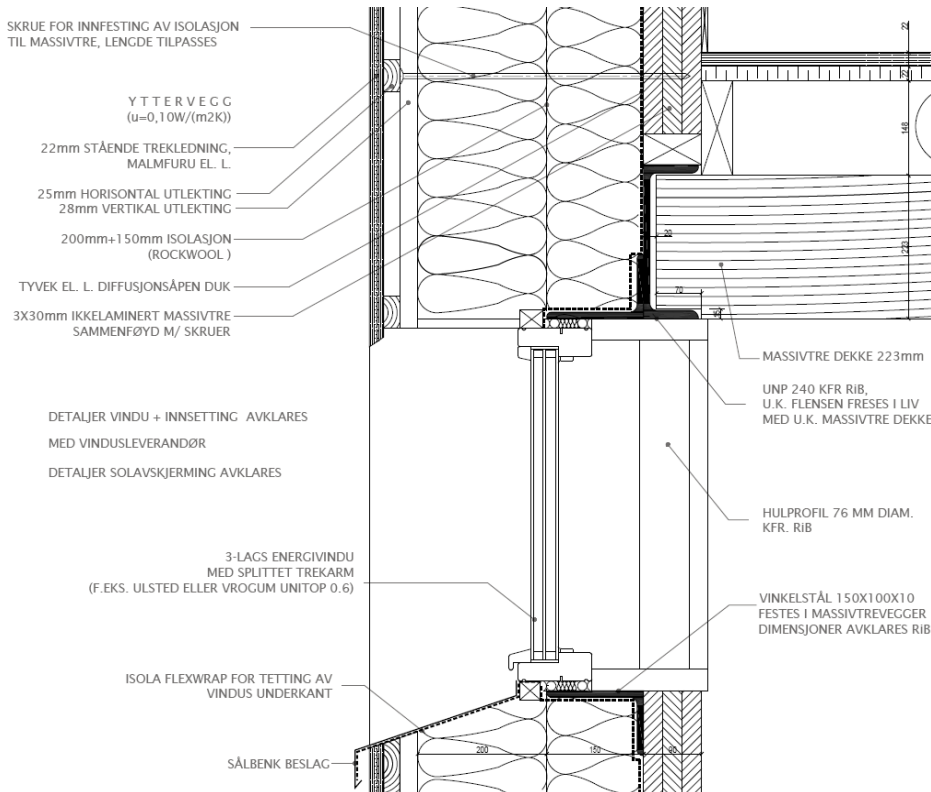 SKRUE FOR INNFESTING AV ISOLASJON
TIL MASSIVTRE, LENGDE TILPASSES
Y T T E R V E G G
(u=0,10W/(m2K))
22mm STÅENDE TREKLEDNING,
MALMFURU EL. L.
25mm HORISONTAL UTLEKTING
28mm VERTIKAL UTLEKTING
200mm+150mm ISOLASJON
(ROCKWOOL )
TYVEK EL. L. DIFFUSJONSÅPEN DUK
3X30mm IKKELAMINERT MASSIVTRE
SAMMENFØYD M/ SKRUER
DETALJER VINDU + INNSETTING AVKLARES
MED VINDUSLEVERANDØR
DETALJER SOLAVSKJERMING AVKLARES
3-LAGS ENERGIVINDU
MED SPLITTET TREKARM
(F.EKS. ULSTED ELLER VROGUM UNITOP 0.6)
ISOLA FLEXWRAP FOR TETTING AV
VINDUS UNDERKANT
SÅLBENK BESLAG
22
22
148
223
20
70
MASSIVTRE DEKKE 223mm
UNP 240 KFR RiB,
U.K. FLENSEN FRESES I LIV
MED U.K. MASSIVTRE DEKKE
HULPROFIL 76 MM DIAM.
KFR. RiB
VINKELSTÅL 150X100X10
FESTES I MASSIVTREVEGGER
DIMENSJONER AVKLARES RiB
200
150
90